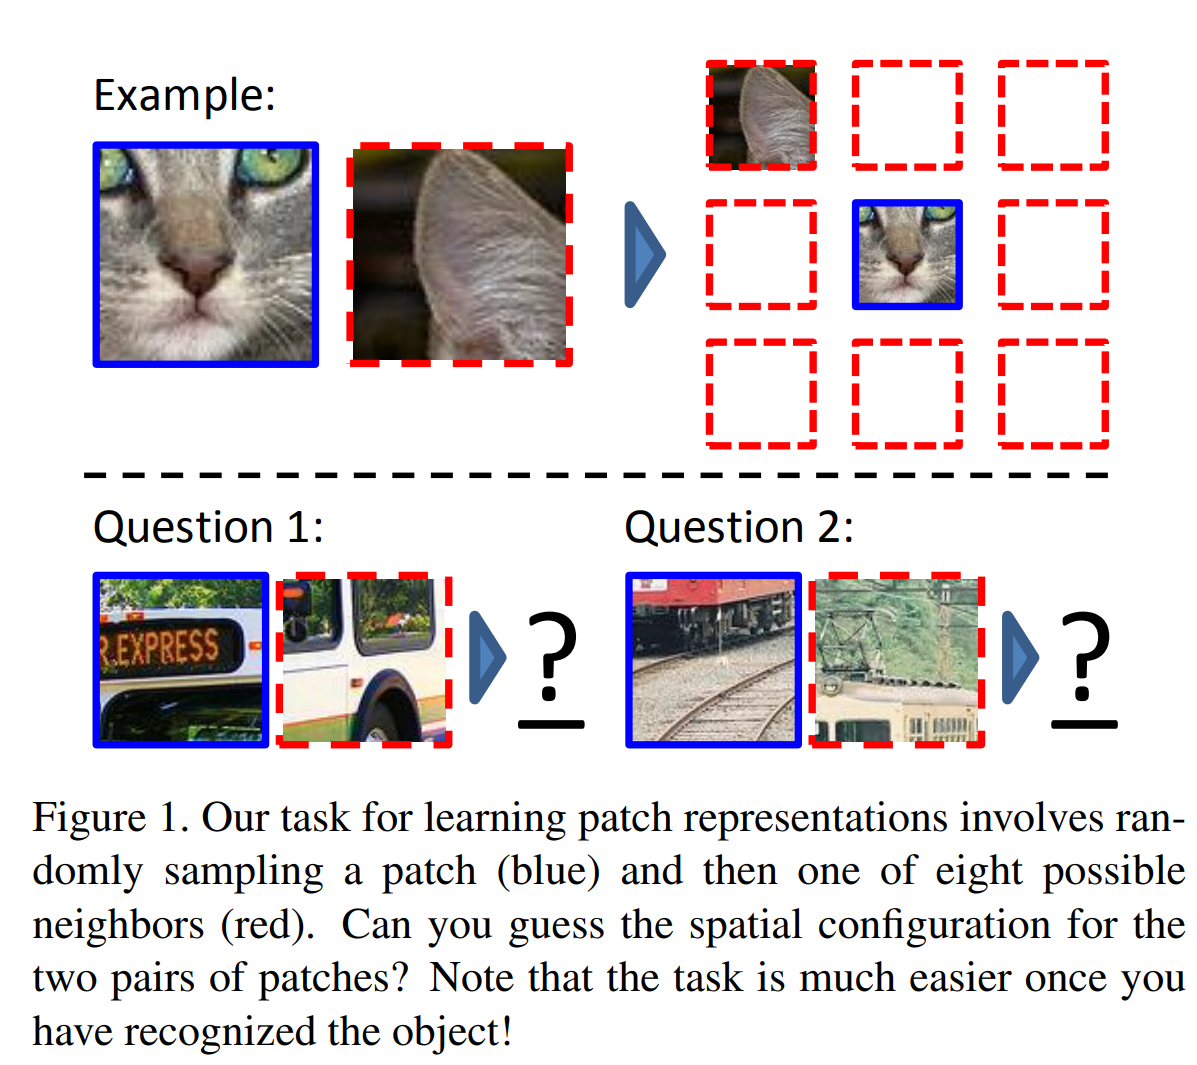 Example:
Question 1:
Question 2:
R.EXPRESS
?
?
Figure 1. Our task for learning patch representations involves ran-
domly sampling a patch (blue) and then one of eight possible
neighbors (red). Can you guess the spatial configuration for the
two pairs of patches? Note that the task is much easier once you
have recognized the object!